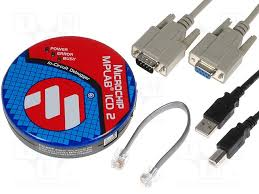 POWER
ERROR
BUSY
In-Circuit Debugger
MICROCHIP
MPLAB® ICD 2